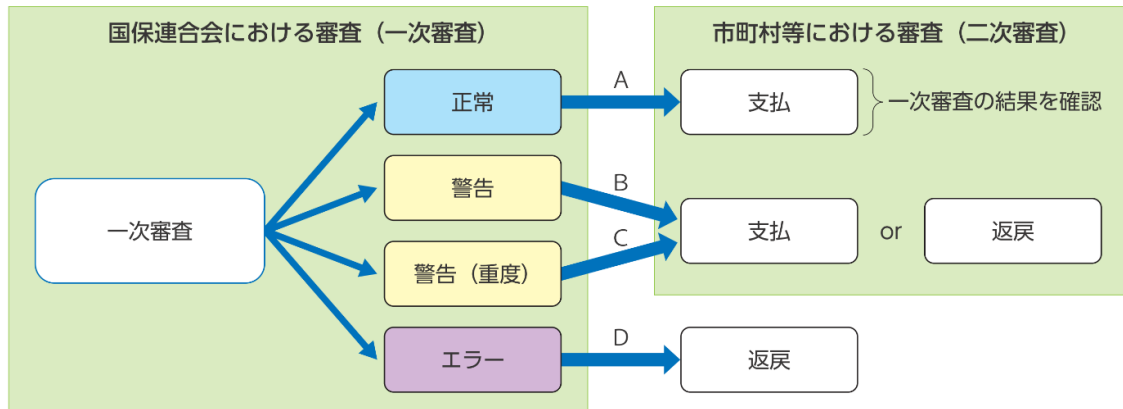 国保連合会における審査（一次審査）
市町村等における審査（二次審査）
正常
A
支払
一次審査の結果を確認
警告
B
一次審査
支払
or
返戻
C
警告（重度）
エラー
D
返戻